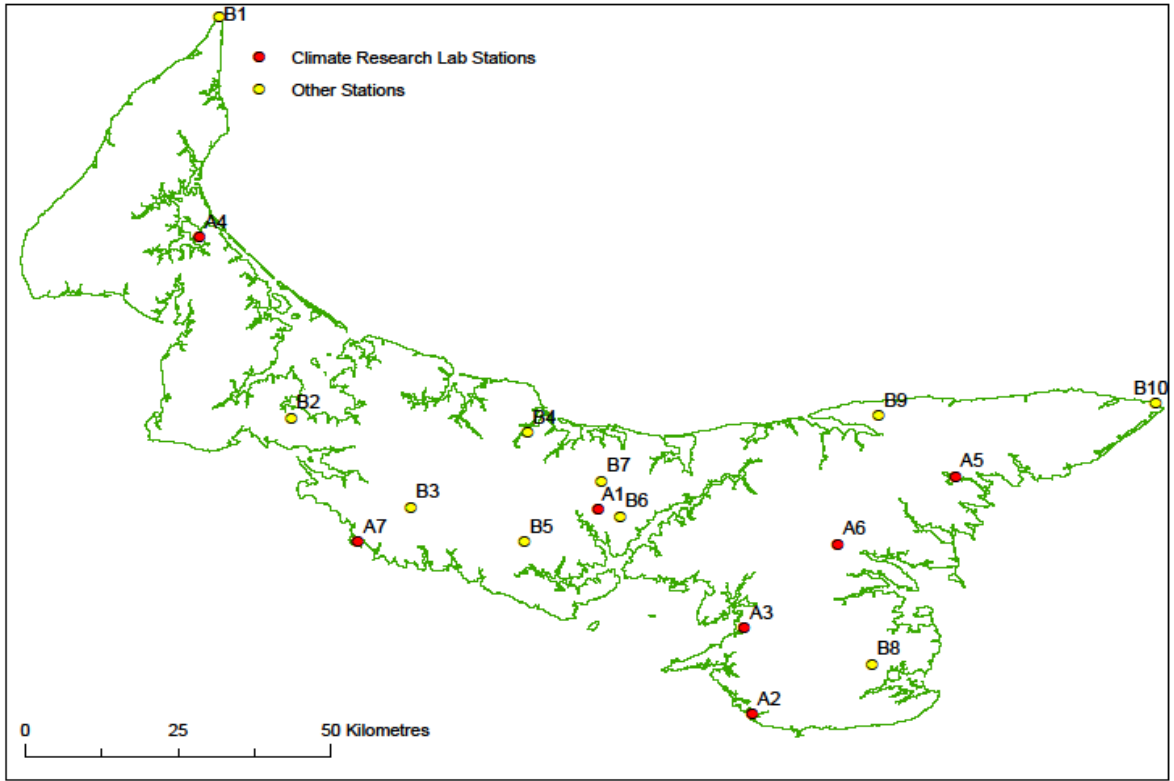 B1
Climate Research Lab Stations
Other Stations
A4
B10
B2
B9
B4
A5
B7
B3
A1
B6
A7
B5
A6
A3
B8
A2
0 25 50 Kilometres